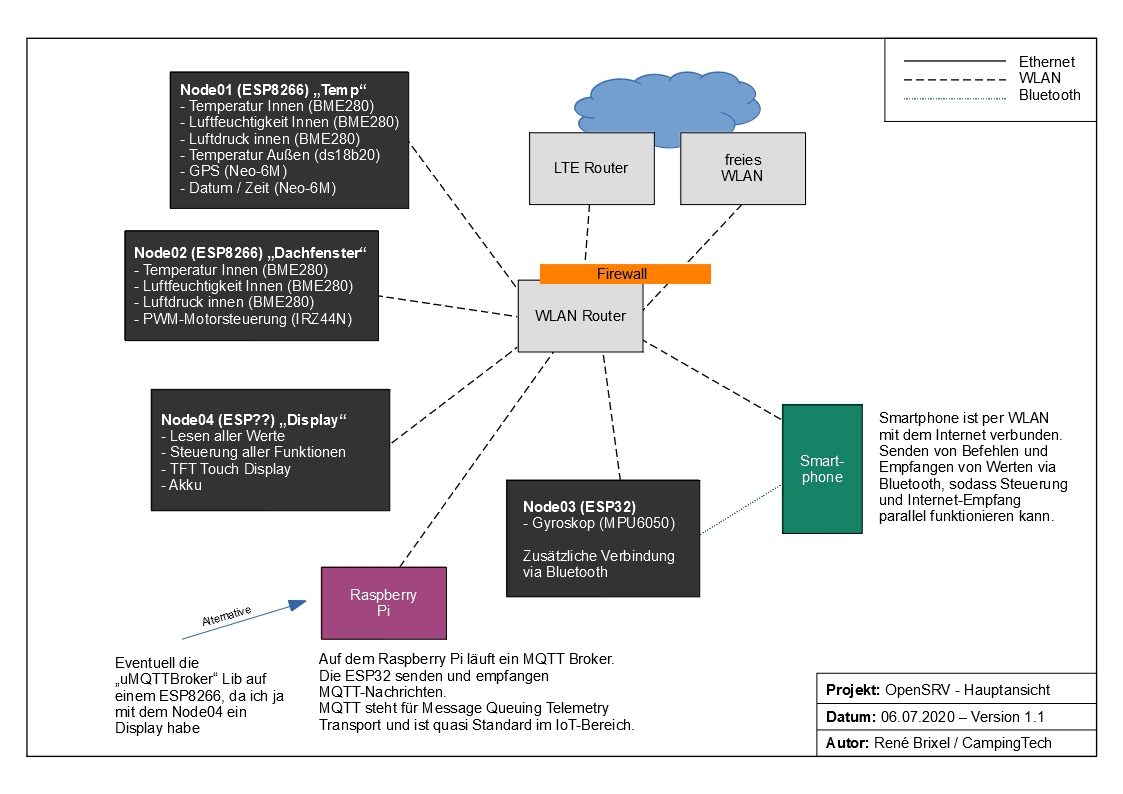 Ethernet
WLAN
Bluetooth
Node01 (ESP8266) „Temp“
- Temperatur Innen (BME280)
- Luftfeuchtigkeit Innen (BME280)
- Luftdruck innen (BME280)
- Temperatur Außen (ds18b20)
- GPS (Neo-6M)
- Datum / Zeit (Neo-6M)
LTE Router
freies
WLAN
Node02 (ESP8266) „Dachfenster“
- Temperatur Innen (BME280)
- Luftfeuchtigkeit Innen (BME280)
- Luftdruck innen (BME280)
- PWM-Motorsteuerung (IRZ44N)
Firewall
WLAN Router
Node04 (ESP??) „Display“
- Lesen aller Werte
- Steuerung aller Funktionen
- TFT Touch Display
- Akku
Smart-
phone
Smartphone ist per WLAN
mit dem Internet verbunden.
Senden von Befehlen und
Empfangen von Werten via
Bluetooth, sodass Steuerung
und Internet-Empfang
parallel funktionieren kann.
Node03 (ESP32)
- Gyroskop (MPU6050)
Zusätzliche Verbindung
via Bluetooth
Raspberry
Pi
Alternative
Eventuell die
„uMQTTBroker“ Lib auf
einem ESP8266, da ich ja
mit dem Node04 ein
Display habe
Auf dem Raspberry Pi läuft ein MQTT Broker.
Die ESP32 senden und empfangen
MQTT-Nachrichten.
MQTT steht für Message Queuing Telemetry
Transport und ist quasi Standard im IoT-Bereich.
Projekt: OpenSRV - Hauptansicht
Datum: 06.07.2020 – Version 1.1
Autor: René Brixel / CampingTech